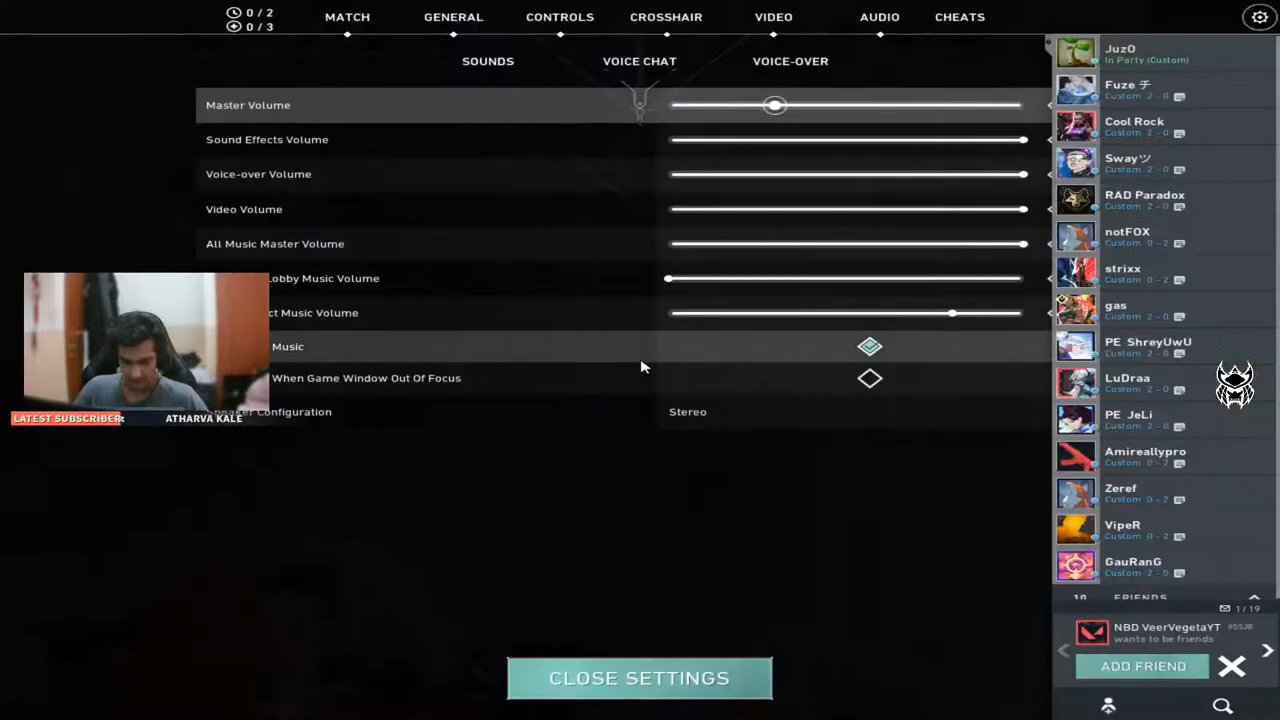 0 / 2
0 / 3
MATCH GENERAL CONTROLS CROSSHAIR VIDEO AUDIO CHEATS
SOUNDS VOICE CHAT VOICE-OVER
Master Volume
Sound Effects Volume
Voice-over Volume
Video Volume
All Music Master Volume
Lobby Music Volume
ct Music Volume
Music
When Game Window Out Of Focus
Speaker Configuration Stereo
LATEST SUBSCRIBER: ATHARVA KALE
CLOSE SETTINGS
JuzO
In Party (Custom)
Fuze チ
Custom 2 - 0
Cool Rock
Custom 2 - 0
Swayツ
Custom 2 - 0
RAD Paradox
Custom 2 - 0
notFOX
Custom 0 - 2
strixx
Custom 0 - 2
gas
Custom 2 - 0
PE ShreyUwU
Custom 2 - 0
LuDraa
Custom 2 - 0
PE JeLi
Custom
Amireallypro
Custom 0 - 2
Zeref
Custom 0 - 2
VipeR
Custom 0 - 2
GauRanG
Custom 2 - 0
FRIENDS
1 / 19
NBD VeerVegetaYT #SSJB
wants to be friends
ADD FRIEND